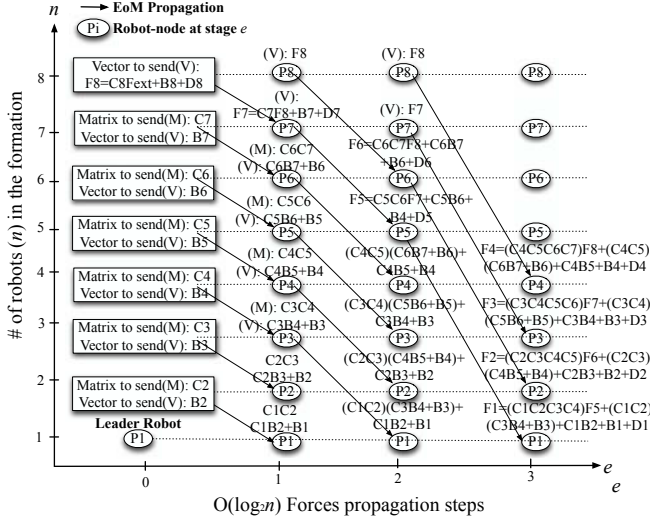 n
EoM Propagation
Pi Robot-node at stage e
# of robots (n) in the formation
8
7
6
5
4
3
2
1
Vector to send(V):
F8=C8Fext+B8+D8
Matrix to send(M): C7
Vector to send(V): B7
Matrix to send(M): C6
Vector to send(V): B6
Matrix to send(M): C5
Vector to send(V): B5
Matrix to send(M): C4
Vector to send(V): B4
Matrix to send(M): C3
Vector to send(V): B3
Matrix to send(M): C2
Vector to send(V): B2
Leader Robot
P1
(V): F8
P8
(V):
F7=C7F8+B7+D7
P7
(M): C6C7
(V): C6B7+B6
P6
(M): C5C6
(V): C5B6+B5
P5
(M): C4C5
(V): C4B5+B4
P4
(M): C3C4
(V): C3B4+B3
P3
C2C3
C2B3+B2
P2
C1C2
C1B2+B1
P1
(V): F8
P8
(V): F7
P7
F6=C6C7F8+C6B7
+B6+D6
P6
F5=C5C6F7+C5B6+
B4+D5
P5
(C4C5)(C6B7+B6)+
C4B5+B4
P4
(C3C4)(C5B6+B5)+
C3B4+B3
P3
(C2C3)(C4B5+B4)+
C2B3+B2
P2
(C1C2)(C3B4+B3)+
C1B2+B1
P1
P8
P7
P6
P5
F4=(C4C5C6C7)F8+(C4C5)
(C6B7+B6)+C4B5+B4+D4
P4
F3=(C3C4C5C6)F7+(C3C4)
(C5B6+B5)+C3B4+B3+D3
P3
F2=(C2C3C4C5)F6+(C2C3)
(C4B5+B4)+C2B3+B2+D2
P2
F1=(C1C2C3C4)F5+(C1C2)
(C3B4+B3)+C1B2+B1+D1
P1
0
1
2
3
e
e
O(log₂n) Forces propagation steps